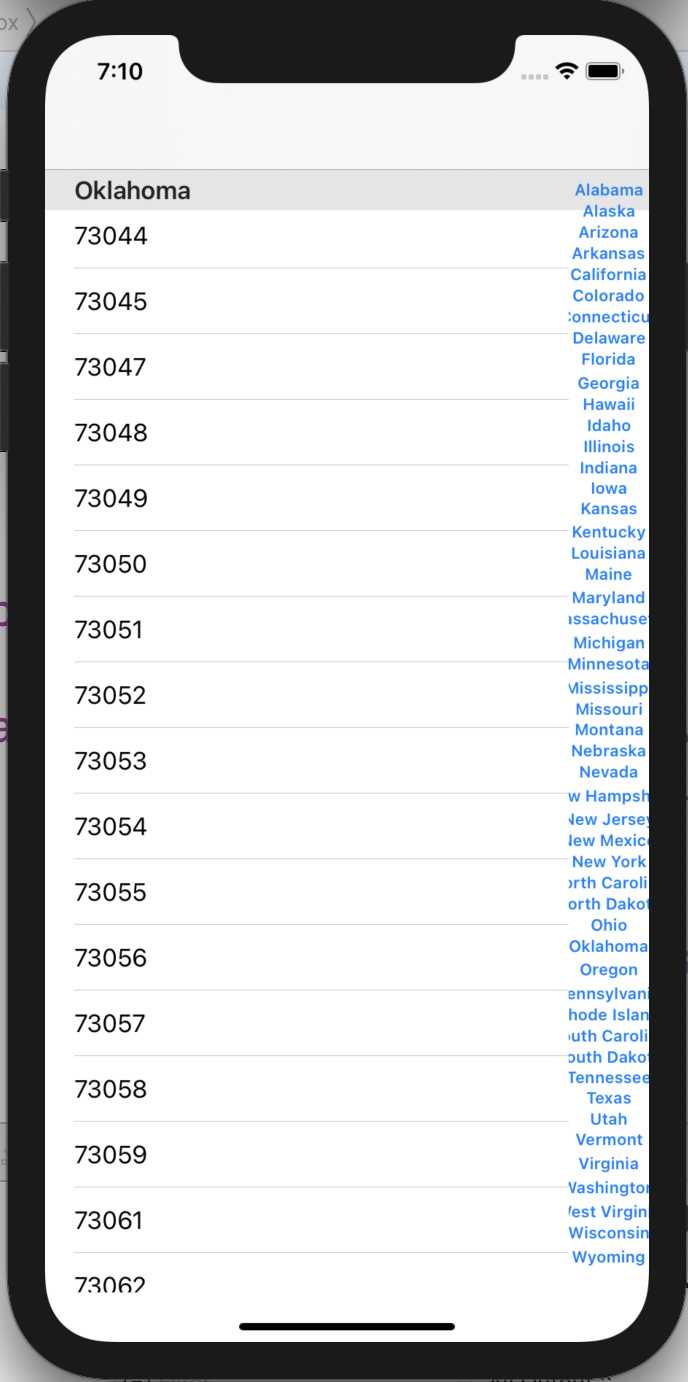 7:10
Oklahoma
73044
73045
73047
73048
73049
73050
73051
73052
73053
73054
73055
73056
73057
73058
73059
73061
73062
Alabama
Alaska
Arizona
Arkansas
California
Colorado
Connecticu
Delaware
Florida
Georgia
Hawaii
Idaho
Illinois
Indiana
Iowa
Kansas
Kentucky
Louisiana
Maine
Maryland
assachuset
Michigan
Minnesota
Mississipp
Missouri
Montana
Nebraska
Nevada
w Hampsh
New Jersey
New Mexico
New York
orth Caroli
orth Dakot
Ohio
Oklahoma
Oregon
ennsylvani
hode Islan
outh Caroli
outh Dakot
Tennessee
Texas
Utah
Vermont
Virginia
Washington
West Virgini
Wisconsin
Wyoming